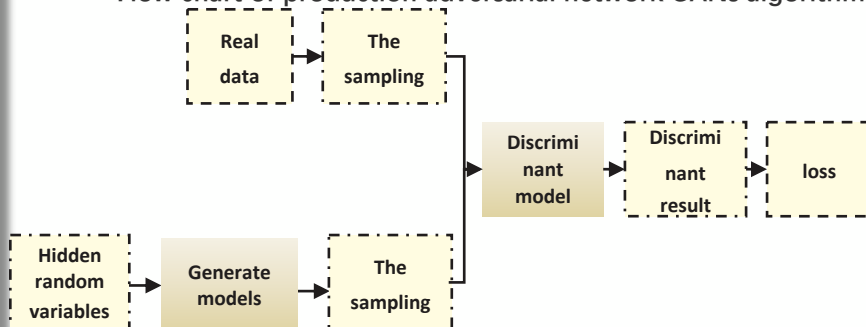 Real
data
The
sampling
Discrimi
nant
model
Discrimi
nant
result
loss
Hidden
random
variables
Generate
models
The
sampling